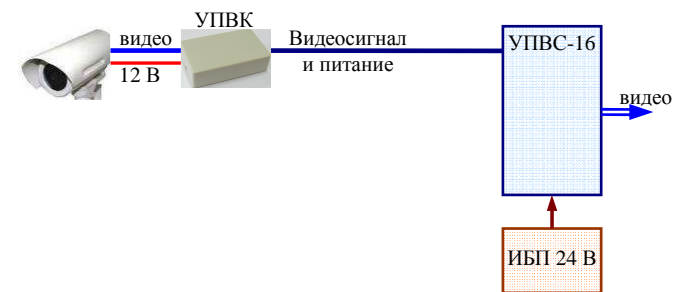 УПВК
видео
12 В
Видеосигнал
и питание
УПВС-16
видео
ИБП 24 В